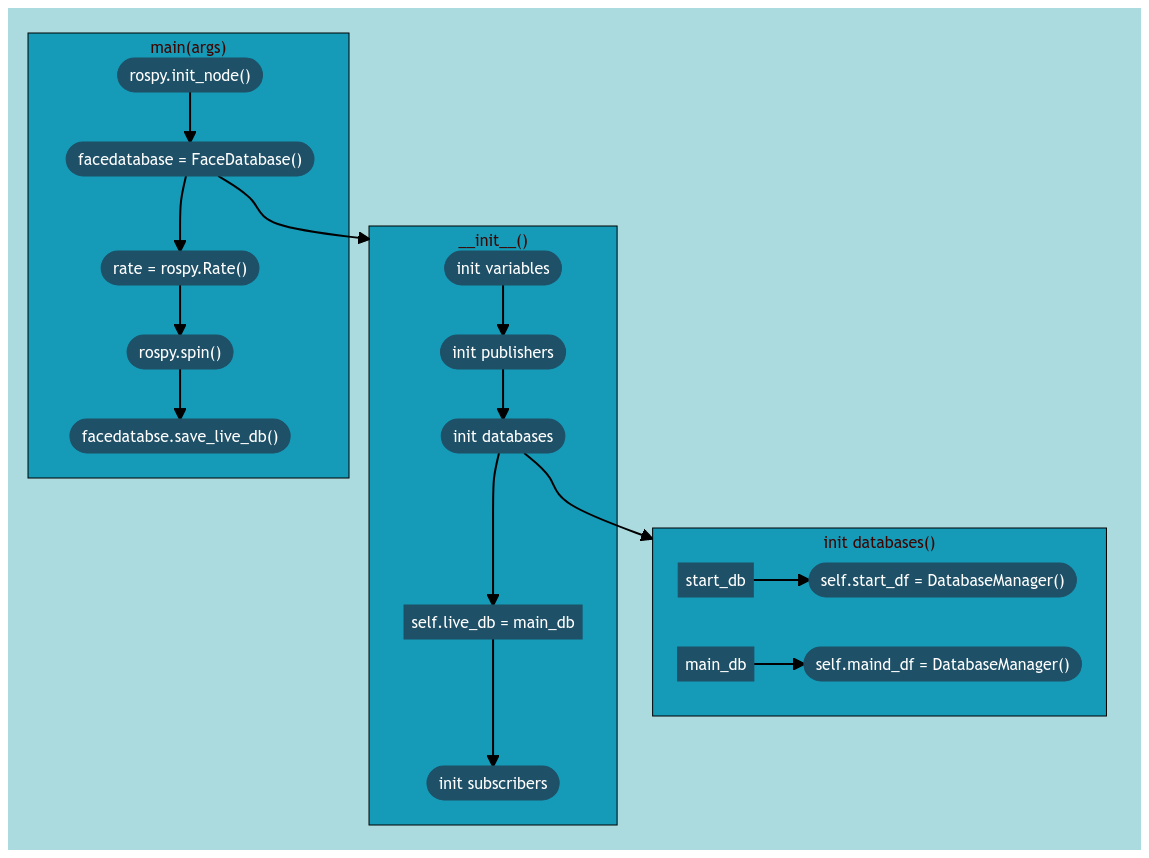 main(args)
rospy.init_node()
facedatabase = FaceDatabase()
rate = rospy.Rate()
rospy.spin()
facedatabse.save_live_db()
__init__()
init variables
init publishers
init databases
self.live_db = main_db
init subscribers
init databases()
start_db
self.start_df = DatabaseManager()
main_db
self.maind_df = DatabaseManager()